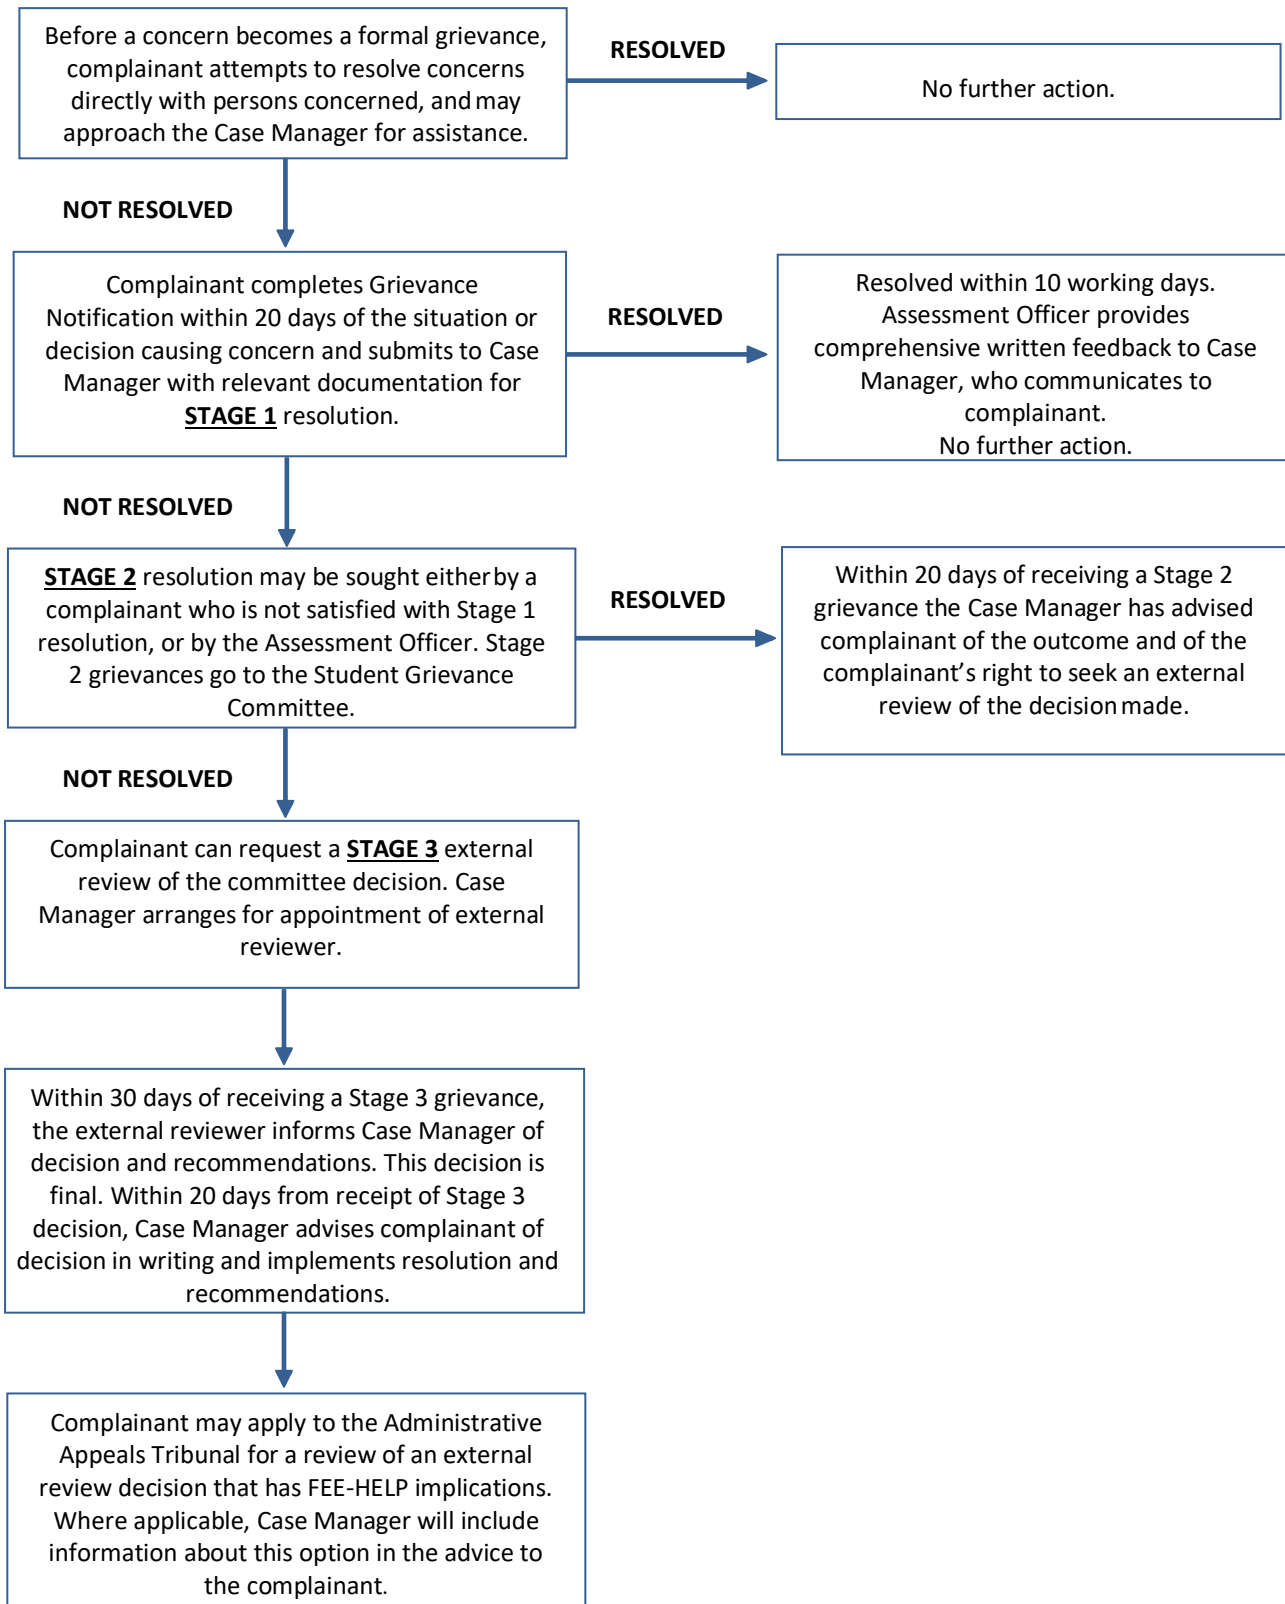 Before a concern becomes a formal grievance,
complainant attempts to resolve concerns
directly with persons concerned, and may
approach the Case Manager for assistance.
RESOLVED
No further action.
NOT RESOLVED
Complainant completes Grievance
Notification within 20 days of the situation or
decision causing concern and submits to Case
Manager with relevant documentation for
STAGE 1 resolution.
RESOLVED
Resolved within 10 working days.
Assessment Officer provides
comprehensive written feedback to Case
Manager, who communicates to
complainant.
No further action.
NOT RESOLVED
STAGE 2 resolution may be sought either by a
complainant who is not satisfied with Stage 1
resolution, or by the Assessment Officer. Stage
2 grievances go to the Student Grievance
Committee.
RESOLVED
Within 20 days of receiving a Stage 2
grievance the Case Manager has advised
complainant of the outcome and of the
complainant’s right to seek an external
review of the decision made.
NOT RESOLVED
Complainant can request a STAGE 3 external
review of the committee decision. Case
Manager arranges for appointment of external
reviewer.
Within 30 days of receiving a Stage 3 grievance,
the external reviewer informs Case Manager of
decision and recommendations. This decision is
final. Within 20 days from receipt of Stage 3
decision, Case Manager advises complainant of
decision in writing and implements resolution and
recommendations.
Complainant may apply to the Administrative
Appeals Tribunal for a review of an external
review decision that has FEE-HELP implications.
Where applicable, Case Manager will include
information about this option in the advice to
the complainant.